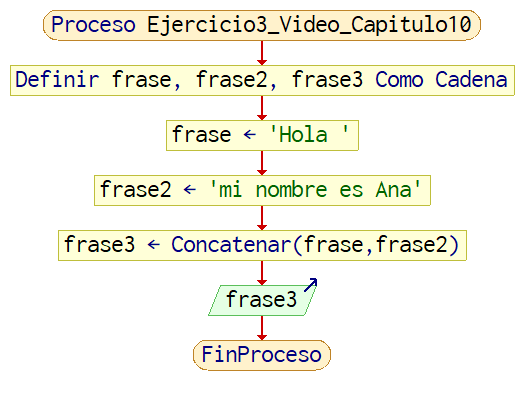 Proceso Ejercicio3_Video_Capitulo10
Definir frase, frase2, frase3 Como Cadena
frase ← 'Hola '
frase2 ← 'mi nombre es Ana'
frase3 ← Concatenar(frase,frase2)
frase3
FinProceso